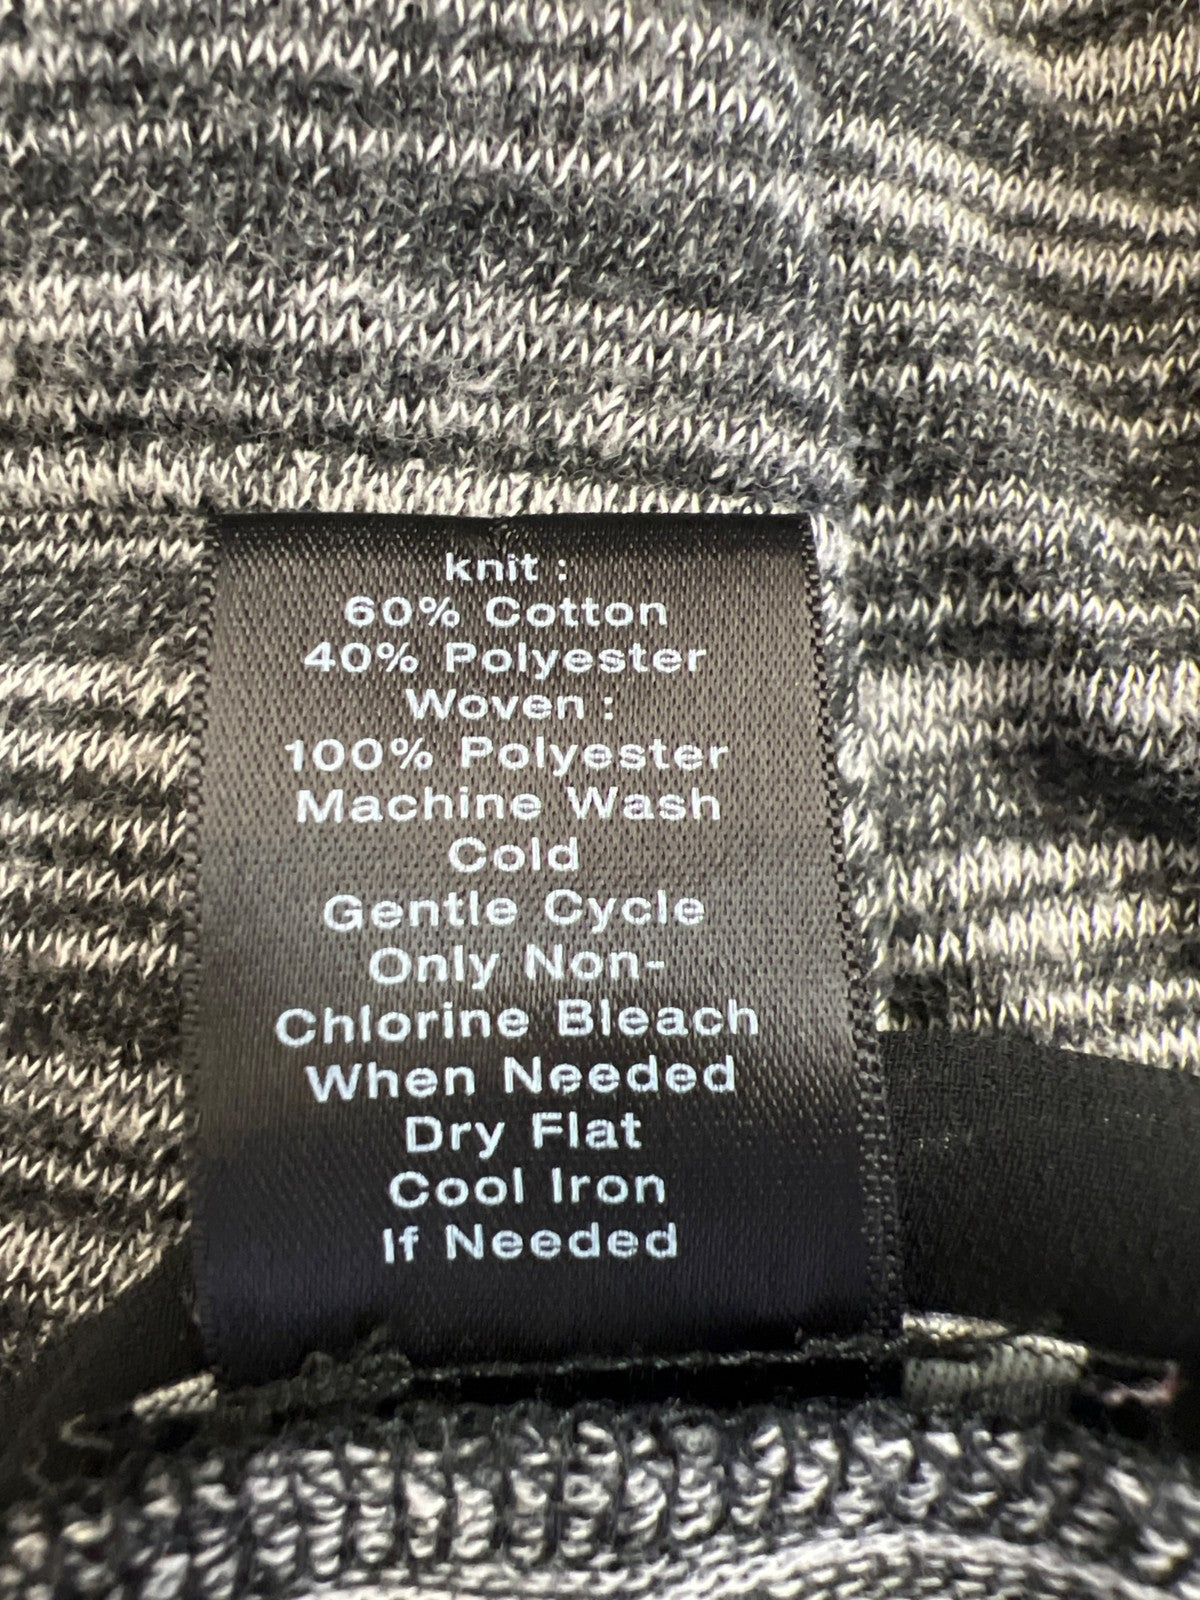 knit :
60% Cotton
40% Polyester
Woven :
100% Polyester
Machine Wash
Cold
Gentle Cycle
Only Non-
Chlorine Bleach
When Needed
Dry Flat
Cool Iron
If Needed